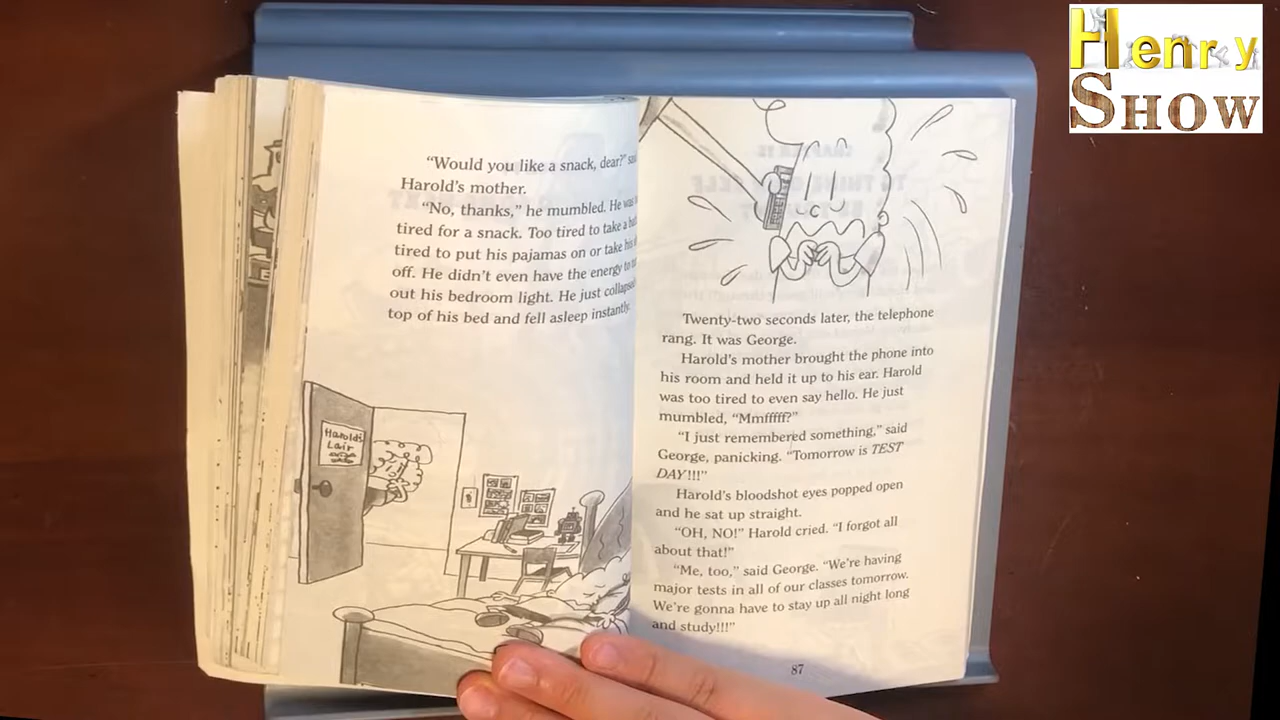 "Would you like a snack, dear?"
Harold's mother.
"No, thanks," he mumbled. He was
tired for a snack. Too tired to take a
tired to put his pajamas on or take his
off. He didn't even have the energy to
out his bedroom light. He just
top of his bed and fell asleep instantly.
Harold's
Lair
Twenty-two seconds later, the telephone
rang. It was George.
Harold's mother brought the phone into
his room and held it up to his ear. Harold
was too tired to even say hello. He just
mumbled, "Mmfffff?"
"I just remembered something," said
George, panicking. "Tomorrow is TEST
DAY!!!"
Harold's bloodshot eyes popped open
and he sat up straight.
"OH, NO!" Harold cried. "I forgot all
about that!"
"Me, too," said George. "We're having
major tests in all of our classes tomorrow.
We're gonna have to stay up all night long
and study!!!"
87
Henry
SHOW